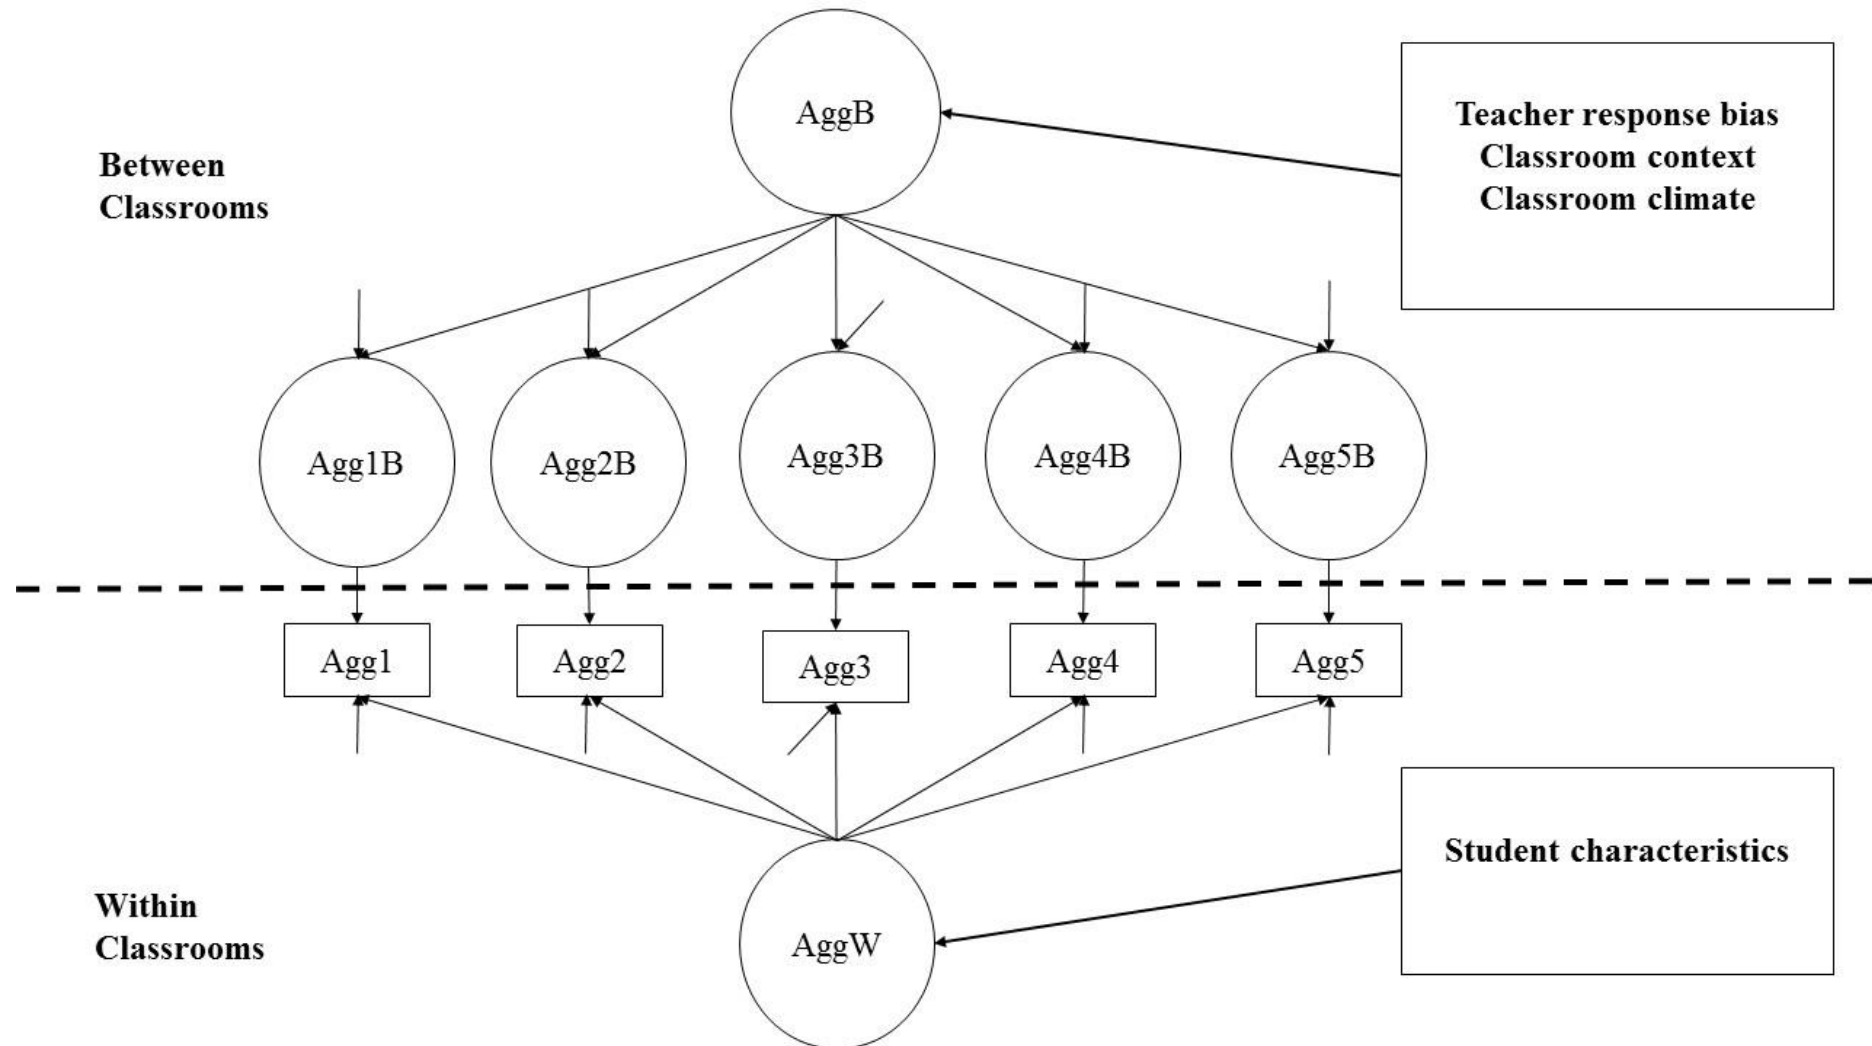 AggB
Teacher response bias
Classroom context
Classroom climate
Between
Classrooms
Agg1B
Agg2B
Agg3B
Agg4B
Agg5B
Agg1
Agg2
Agg3
Agg4
Agg5
Student characteristics
Within
Classrooms
AggW